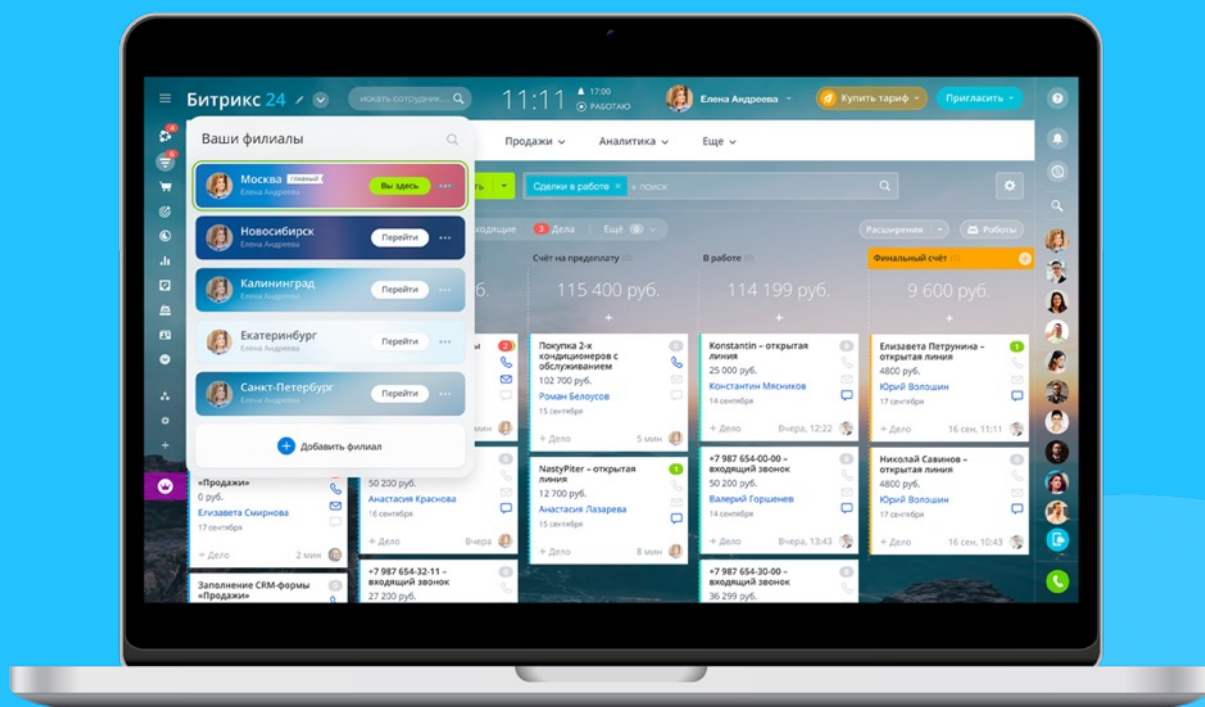 Битрикс 24
искать сотрудник...
11:11
17:00
РАБОТАЮ
Елена Андреева
Купить тариф
Пригласить
Ваши филиалы
Продажи
Аналитика
Еще
Москва
главный
Елена Андреева
Вы здесь
Сделки в работе ×
+ поиск
Новосибирск
Елена Андреева
Перейти
3 Дела
Ещё 0
Расширения
Роботы
Калининград
Елена Андреева
Перейти
Екатеринбург
Елена Андреева
Перейти
Санкт-Петербург
Елена Андреева
Перейти
Добавить филиал
«Продажи»
0 руб.
Елизавета Смирнова
17 сентября
+ Дело
2 мин
Заполнение CRM-формы
«Продажи»
50 200 руб.
Анастасия Краснова
16 сентября
+ Дело
Вчера
+7 987 654-32-11 –
входящий звонок
27 200 руб.
Счёт на предоплату
115 400 руб.
Покупка 2-х
кондиционеров с
обслуживанием
102 700 руб.
Роман Белоусов
15 сентября
+ Дело
5 мин
NastyPiter – открытая
линия
12 700 руб.
Анастасия Лазарева
15 сентября
+ Дело
8 мин
В работе
114 199 руб.
Konstantin – открытая
линия
25 000 руб.
Константин Мясников
14 сентября
+ Дело
Вчера, 12:22
+7 987 654-00-00 –
входящий звонок
50 200 руб.
Валерий Горшенев
14 сентября
+ Дело
Вчера, 13:43
+7 987 654-30-00 –
входящий звонок
36 299 руб.
Финальный счёт
9 600 руб.
Елизавета Петрунина –
открытая линия
4800 руб.
Юрий Волошин
17 сентября
+ Дело
16 сен, 11:11
Николай Савинов –
открытая линия
4800 руб.
Юрий Волошин
17 сентября
+ Дело
16 сен, 10:43